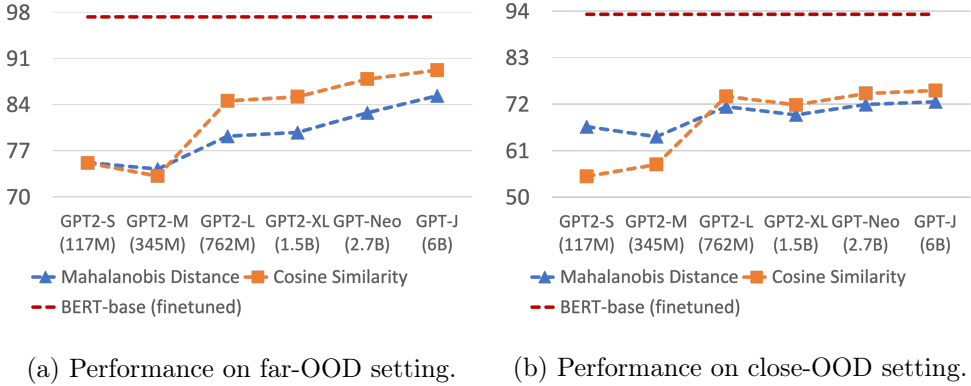 98
91
84
77
70
GPT2-S GPT2-M GPT2-L GPT2-XL GPT-Neo GPT-J
(117M) (345M) (762M) (1.5B) (2.7B) (6B)
Mahalanobis Distance Cosine Similarity
BERT-base (finetuned)
(a) Performance on far-OOD setting.
94
83
72
61
50
GPT2-S GPT2-M GPT2-L GPT2-XL GPT-Neo GPT-J
(117M) (345M) (762M) (1.5B) (2.7B) (6B)
Mahalanobis Distance Cosine Similarity
BERT-base (finetuned)
(b) Performance on close-OOD setting.